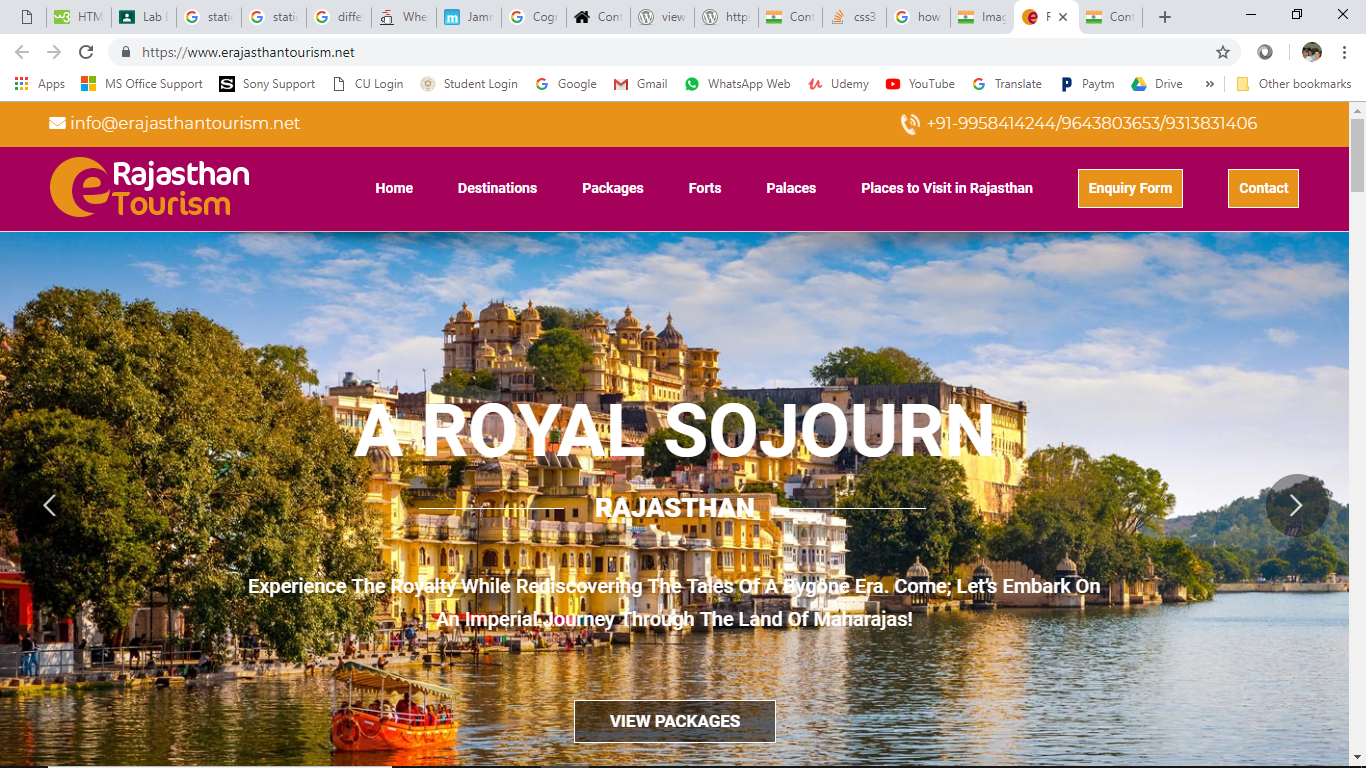 HTM
Lab
static
static
diffe
Whe
Jamr
Cogr
Cont
view
https
Cont
css3
how
Imag
Cont
https://www.erajasthantourism.net
Apps MS Office Support Sony Support CU Login Student Login Google Gmail WhatsApp Web Udemy YouTube Translate Paytm Drive » Other bookmarks
info@erajasthantourism.net +91-9958414244/9643803653/9313831406
e Rajasthan
Tourism
Home Destinations Packages Forts Palaces Places to Visit in Rajasthan Enquiry Form Contact
A ROYAL SOJOURN
RAJASTHAN
Experience The Royalty While Rediscovering The Tales Of A Bygone Era. Come; Let's Embark On
An Imperial Journey Through The Land Of Maharajas!
VIEW PACKAGES